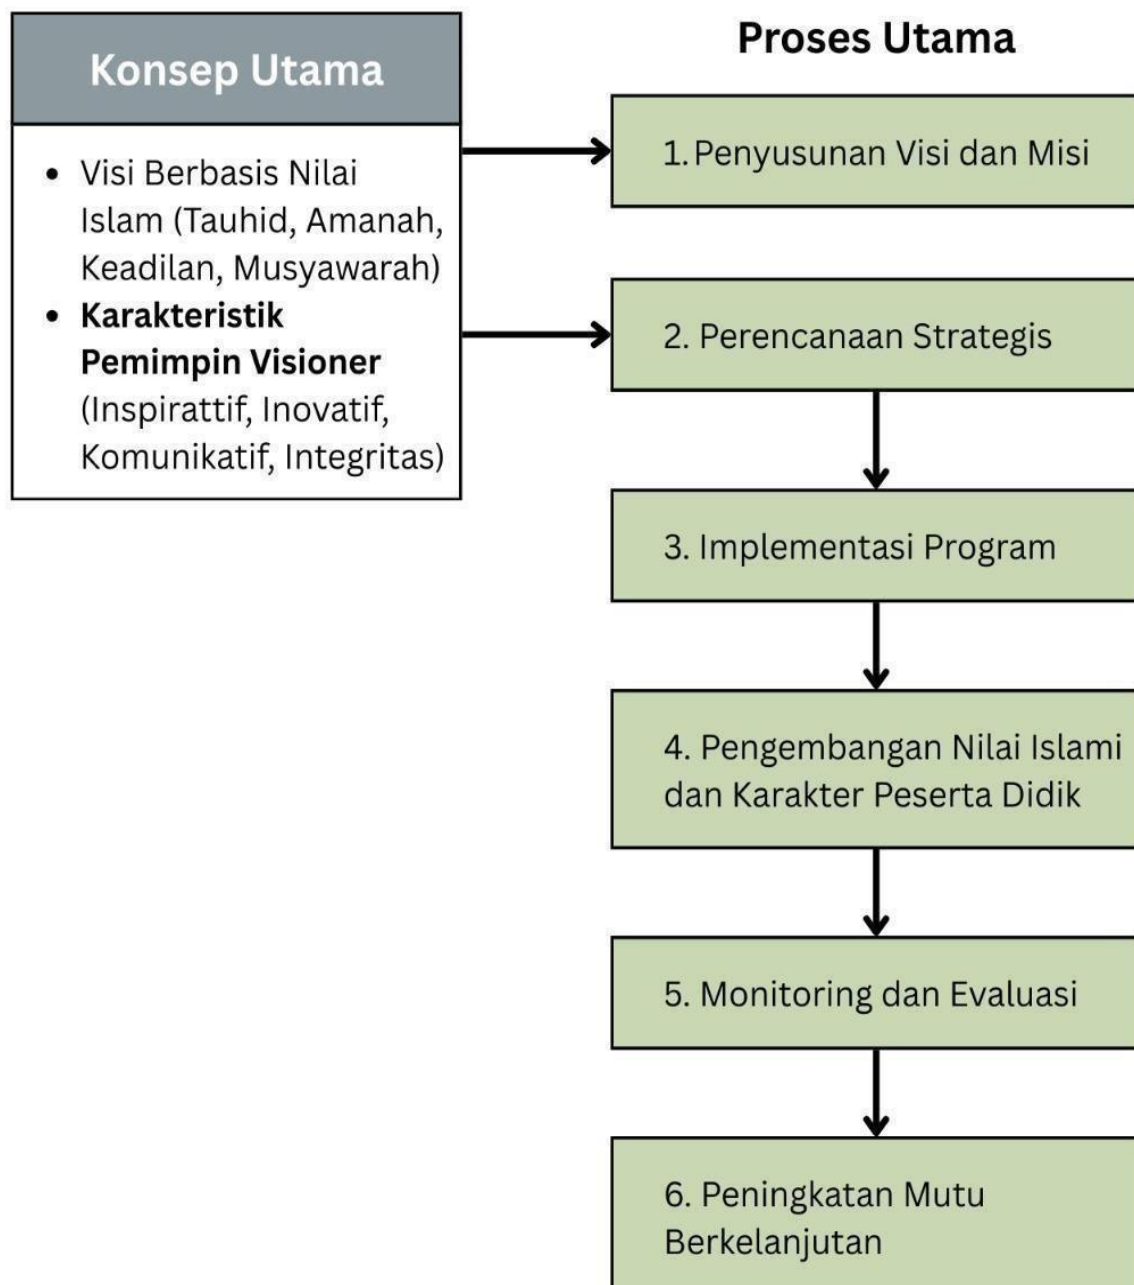 Konsep Utama
• Visi Berbasis Nilai
Islam (Tauhid, Amanah,
Keadilan, Musyawarah)
• Karakteristik
Pemimpin Visioner
(Inspirattif, Inovatif,
Komunikatif, Integritas)
Proses Utama
1. Penyusunan Visi dan Misi
2. Perencanaan Strategis
3. Implementasi Program
4. Pengembangan Nilai Islami
dan Karakter Peserta Didik
5. Monitoring dan Evaluasi
6. Peningkatan Mutu
Berkelanjutan